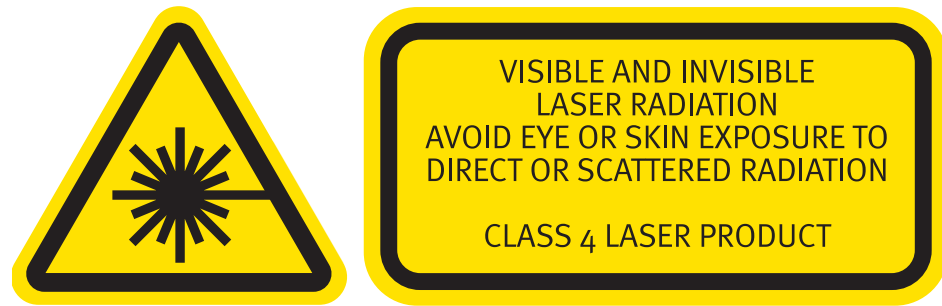 VISIBLE AND INVISIBLE
LASER RADIATION
AVOID EYE OR SKIN EXPOSURE TO
DIRECT OR SCATTERED RADIATION
CLASS 4 LASER PRODUCT